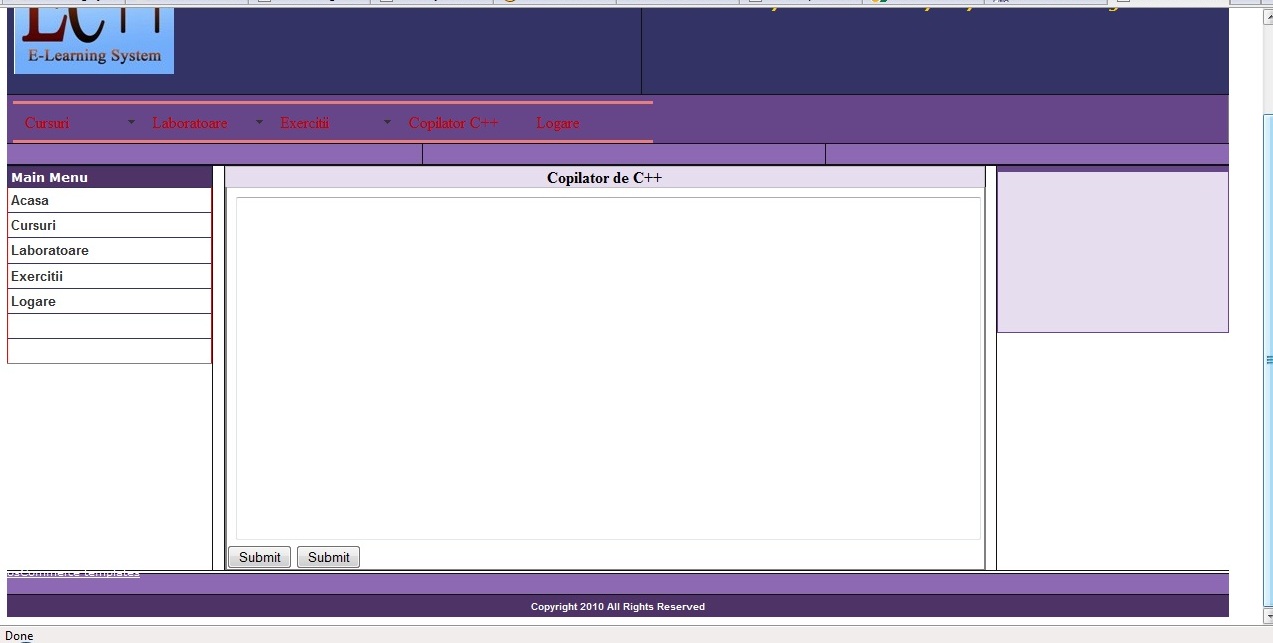 EC++
E-Learning System
Cursuri Laboratoare Exercitii Copilator C++ Logare
Main Menu
Acasa
Cursuri
Laboratoare
Exercitii
Logare
Copilator de C++
Submit Submit
osCommerce templates
Copyright 2010 All Rights Reserved
Done